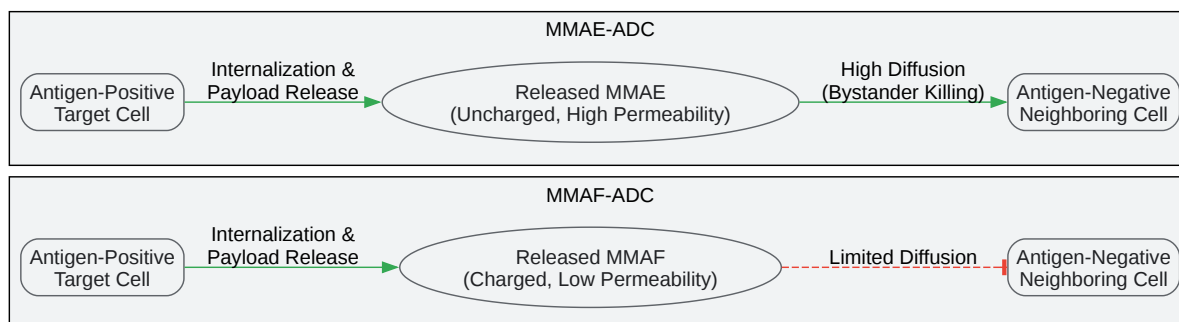 MMAE-ADC
Antigen-Positive
Target Cell
Internalization &
Payload Release
Released MMAE
(Uncharged, High Permeability)
High Diffusion
(Bystander Killing)
Antigen-Negative
Neighboring Cell
MMAF-ADC
Antigen-Positive
Target Cell
Internalization &
Payload Release
Released MMAF
(Charged, Low Permeability)
Limited Diffusion
Antigen-Negative
Neighboring Cell